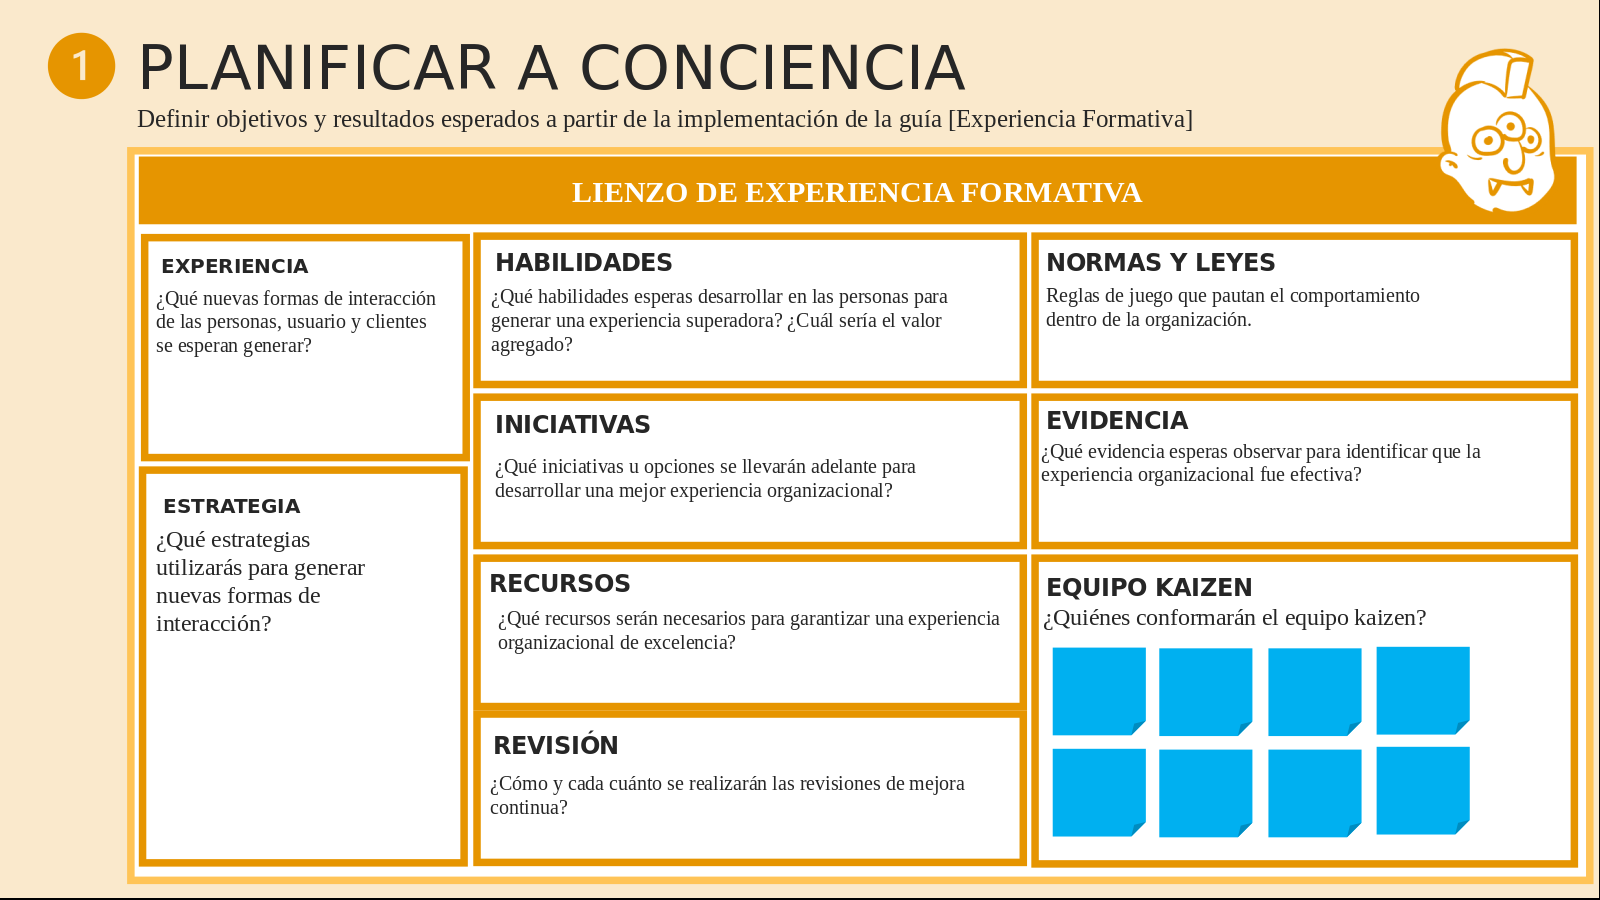 1
PLANIFICAR A CONCIENCIA
Definir objetivos y resultados esperados a partir de la implementación de la guía [Experiencia Formativa]
LIENZO DE EXPERIENCIA FORMATIVA
EXPERIENCIA
¿Qué nuevas formas de interacción
de las personas, usuario y clientes
se esperan generar?
ESTRATEGIA
¿Qué estrategias
utilizarás para generar
nuevas formas de
interacción?
HABILIDADES
¿Qué habilidades esperas desarrollar en las personas para
generar una experiencia superadora? ¿Cuál sería el valor
agregado?
INICIATIVAS
¿Qué iniciativas u opciones se llevarán adelante para
desarrollar una mejor experiencia organizacional?
RECURSOS
¿Qué recursos serán necesarios para garantizar una experiencia
organizacional de excelencia?
REVISIÓN
¿Cómo y cada cuánto se realizarán las revisiones de mejora
continua?
NORMAS Y LEYES
Reglas de juego que pautan el comportamiento
dentro de la organización.
EVIDENCIA
¿Qué evidencia esperas observar para identificar que la
experiencia organizacional fue efectiva?
EQUIPO KAIZEN
¿Quiénes conformarán el equipo kaizen?